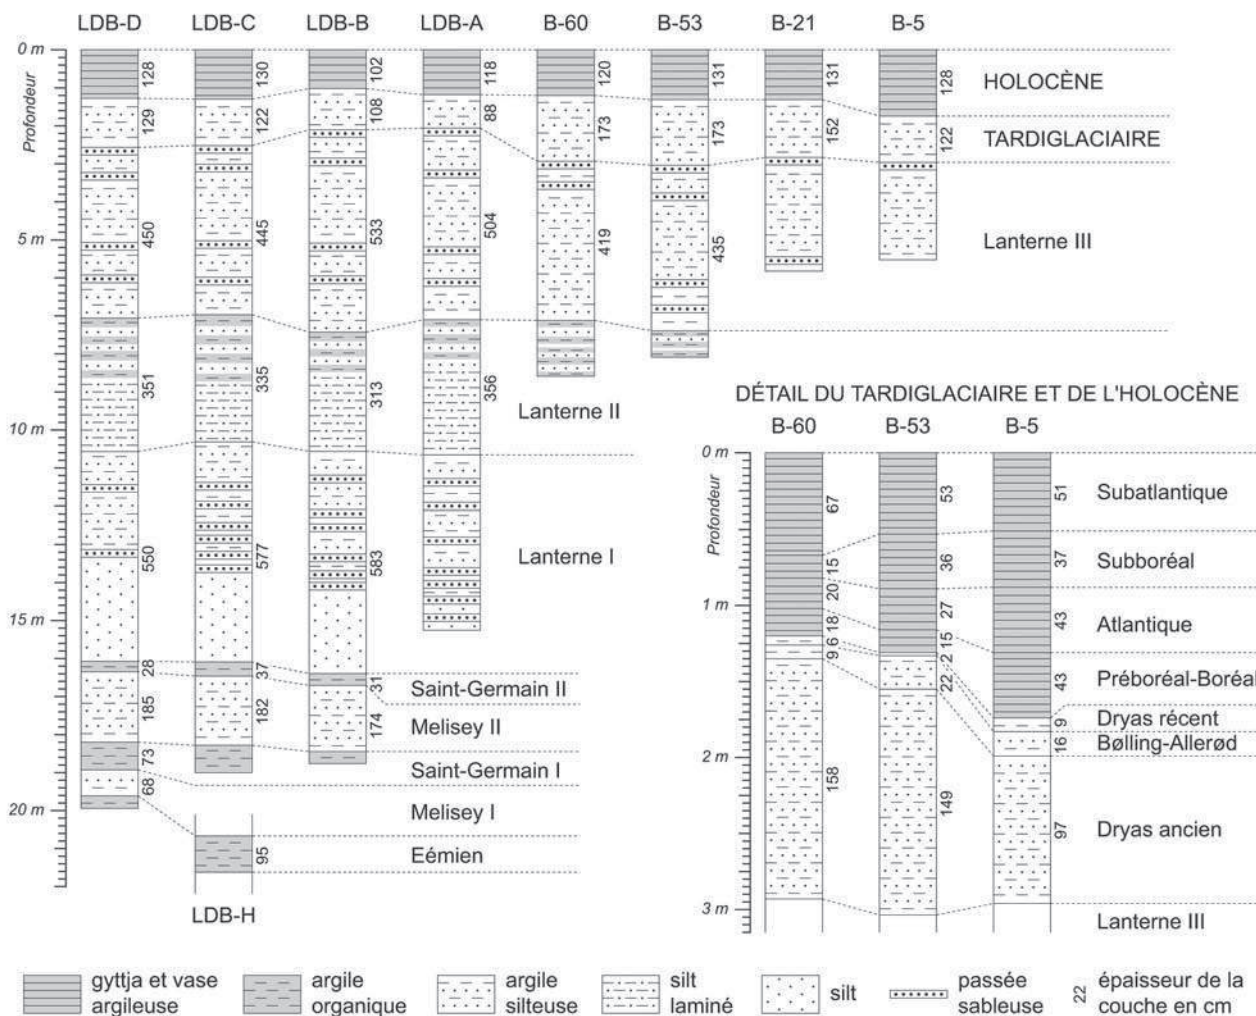 LDB-D LDB-C LDB-B LDB-A B-60 B-53 B-21 B-5
0 m
Profondeur
5 m
10 m
15 m
20 m
128 130 102 118 120 131 131 128
HOLOCÈNE
129 122 108 88 173 173 152 122
TARDIGLACIAIRE
450 445 533 504 419 435
Lanterne III
351 335 313 356
Lanterne II
550 577 583
Lanterne I
28 37 31
Saint-Germain II
185 182 174
Melisey II
73
Saint-Germain I
68
Melisey I
95
Eémien
LDB-H
DÉTAIL DU TARDIGLACIAIRE ET DE L'HOLOCÈNE
B-60 B-53 B-5
0 m
Profondeur
1 m
2 m
3 m
67 53 51
Subatlantique
15 36 37
Subboréal
20 27 43
Atlantique
18 15 43
Préboréal-Boréal
6 2 9
Dryas récent
9 22 16
Bølling-Allerød
158 149 97
Dryas ancien
Lanterne III
gyttja et vase
argileuse
argile
organique
argile
silteuse
silt
laminé
silt
passée
sableuse
22
épaisseur de la
couche en cm